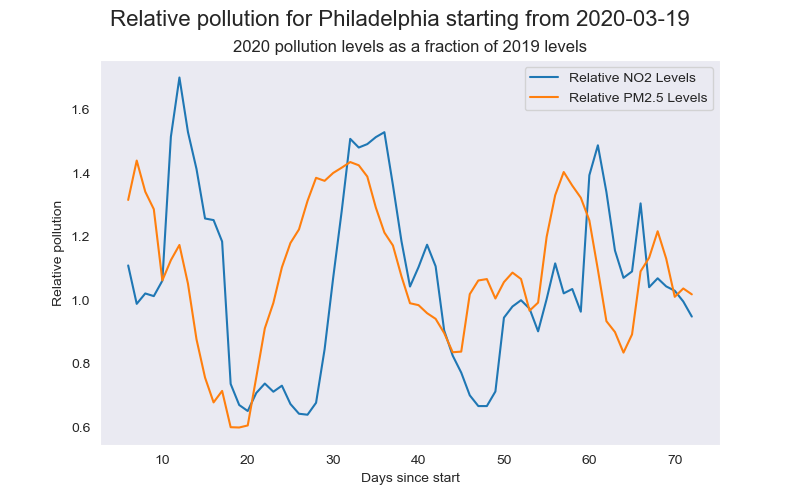 Relative pollution for Philadelphia starting from 2020-03-19
2020 pollution levels as a fraction of 2019 levels
Relative NO2 Levels
Relative PM2.5 Levels
Relative pollution
1.6
1.4
1.2
1.0
0.8
0.6
10 20 30 40 50 60 70
Days since start